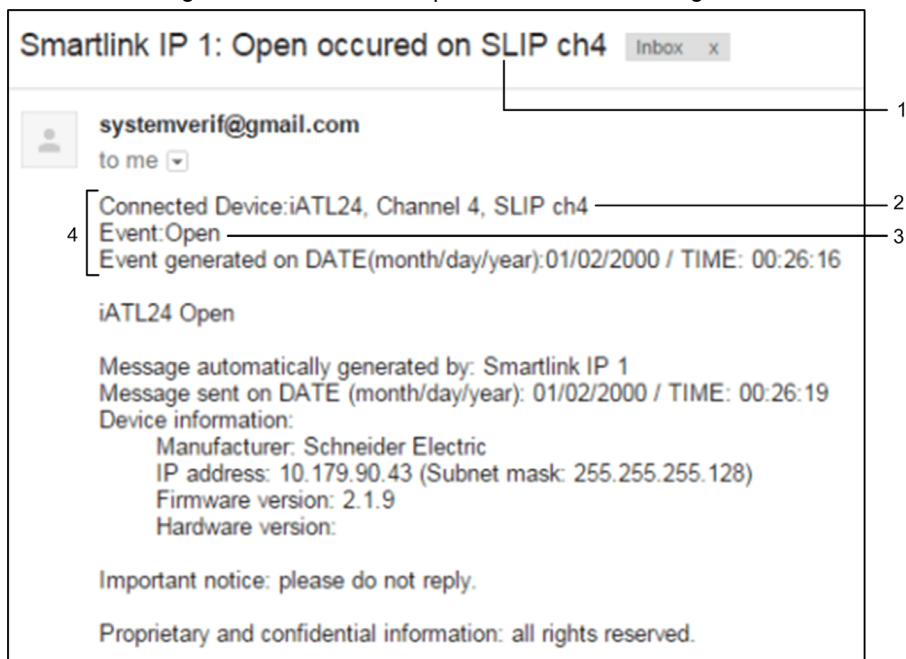 Smartlink IP 1: Open occured on SLIP ch4 Inbox x
1
systemverif@gmail.com
to me
Connected Device:iATL24, Channel 4, SLIP ch4
2
4
Event:Open
3
Event generated on DATE(month/day/year):01/02/2000 / TIME: 00:26:16
iATL24 Open
Message automatically generated by: Smartlink IP 1
Message sent on DATE (month/day/year): 01/02/2000 / TIME: 00:26:19
Device information:
Manufacturer: Schneider Electric
IP address: 10.179.90.43 (Subnet mask: 255.255.255.128)
Firmware version: 2.1.9
Hardware version:
Important notice: please do not reply.
Proprietary and confidential information: all rights reserved.